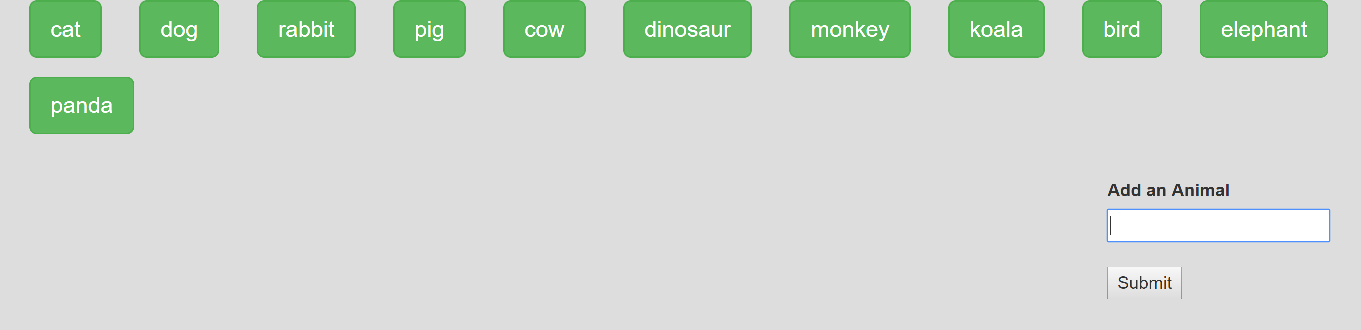 cat dog rabbit pig cow dinosaur monkey koala bird elephant
panda
Add an Animal
Submit